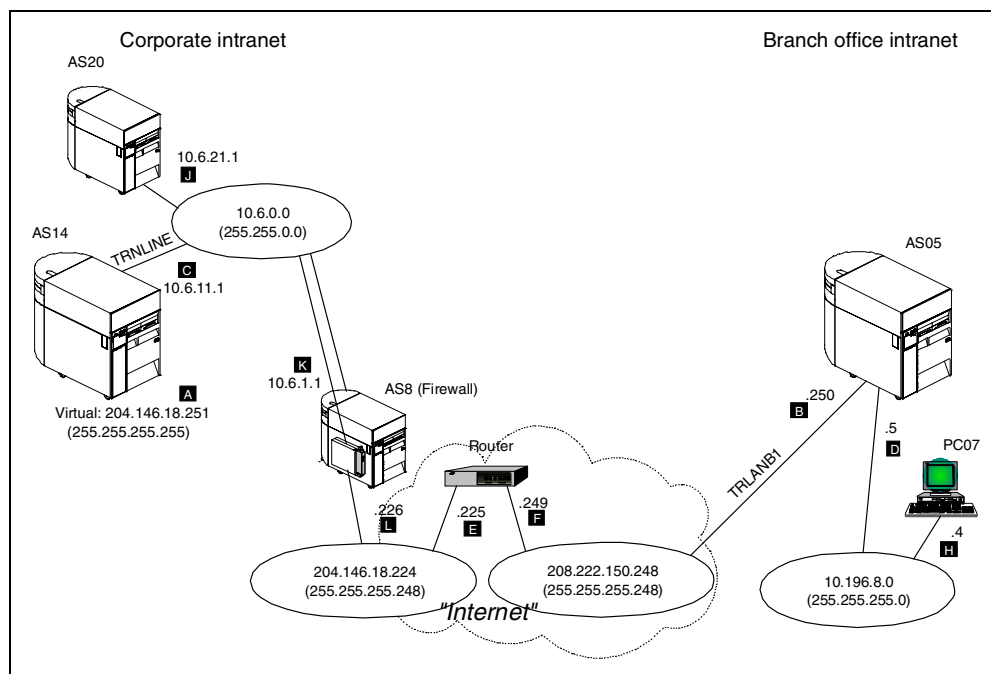 Corporate intranet
Branch office intranet
AS20
10.6.21.1
J
10.6.0.0
(255.255.0.0)
AS14
TRNLINE
C
10.6.11.1
AS05
K
10.6.1.1
AS8 (Firewall)
A
Virtual: 204.146.18.251
(255.255.255.255)
.250
B
.5
D
PC07
Router
TRLANB1
.226
L
.225
E
.249
F
.4
H
204.146.18.224
(255.255.255.248)
208.222.150.248
(255.255.255.248)
10.196.8.0
(255.255.255.0)
"Internet"